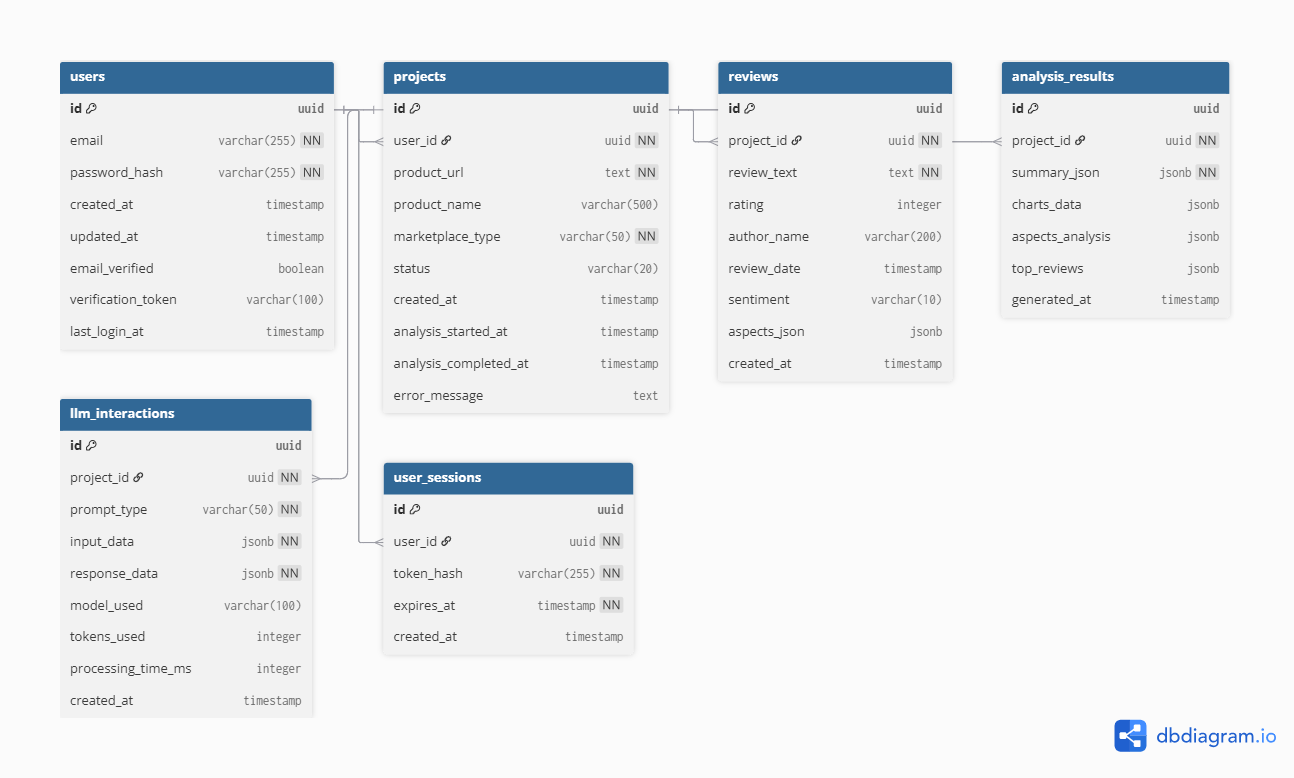 users
id uuid
email varchar(255) NN
password_hash varchar(255) NN
created_at timestamp
updated_at timestamp
email_verified boolean
verification_token varchar(100)
last_login_at timestamp
projects
id uuid
user_id uuid NN
product_url text NN
product_name varchar(500)
marketplace_type varchar(50) NN
status varchar(20)
created_at timestamp
analysis_started_at timestamp
analysis_completed_at timestamp
error_message text
reviews
id uuid
project_id uuid NN
review_text text NN
rating integer
author_name varchar(200)
review_date timestamp
sentiment varchar(10)
aspects_json jsonb
created_at timestamp
analysis_results
id uuid
project_id uuid NN
summary_json jsonb NN
charts_data jsonb
aspects_analysis jsonb
top_reviews jsonb
generated_at timestamp
llm_interactions
id uuid
project_id uuid NN
prompt_type varchar(50) NN
input_data jsonb NN
response_data jsonb NN
model_used varchar(100)
tokens_used integer
processing_time_ms integer
created_at timestamp
user_sessions
id uuid
user_id uuid NN
token_hash varchar(255) NN
expires_at timestamp NN
created_at timestamp
dbdiagram.io